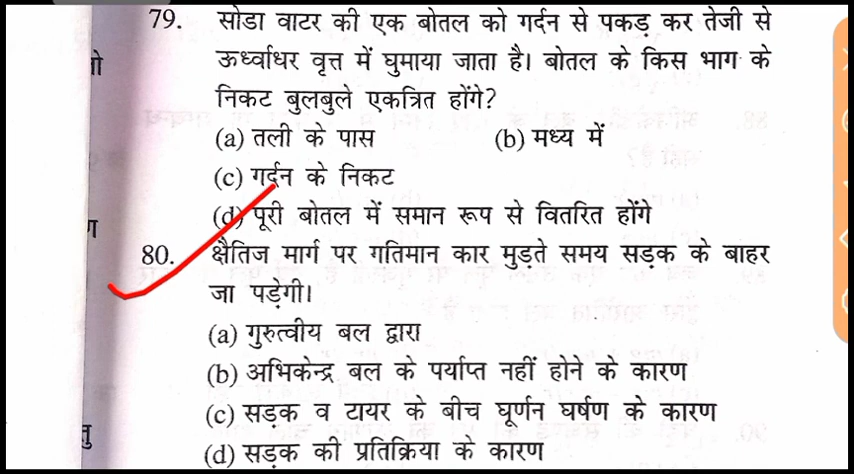 79. सोडा वाटर की एक बोतल को गर्दन से पकड़ कर तेजी से
ऊर्ध्वाधर वृत्त में घुमाया जाता है। बोतल के किस भाग के
निकट बुलबुले एकत्रित होंगे?
(a) तली के पास (b) मध्य में
(c) गर्दन के निकट
(d) पूरी बोतल में समान रूप से वितरित होंगे
80. क्षैतिज मार्ग पर गतिमान कार मुड़ते समय सड़क के बाहर
जा पड़ेगी।
(a) गुरुत्वीय बल द्वारा
(b) अभिकेन्द्र बल के पर्याप्त नहीं होने के कारण
(c) सड़क व टायर के बीच घूर्णन घर्षण के कारण
(d) सड़क की प्रतिक्रिया के कारण